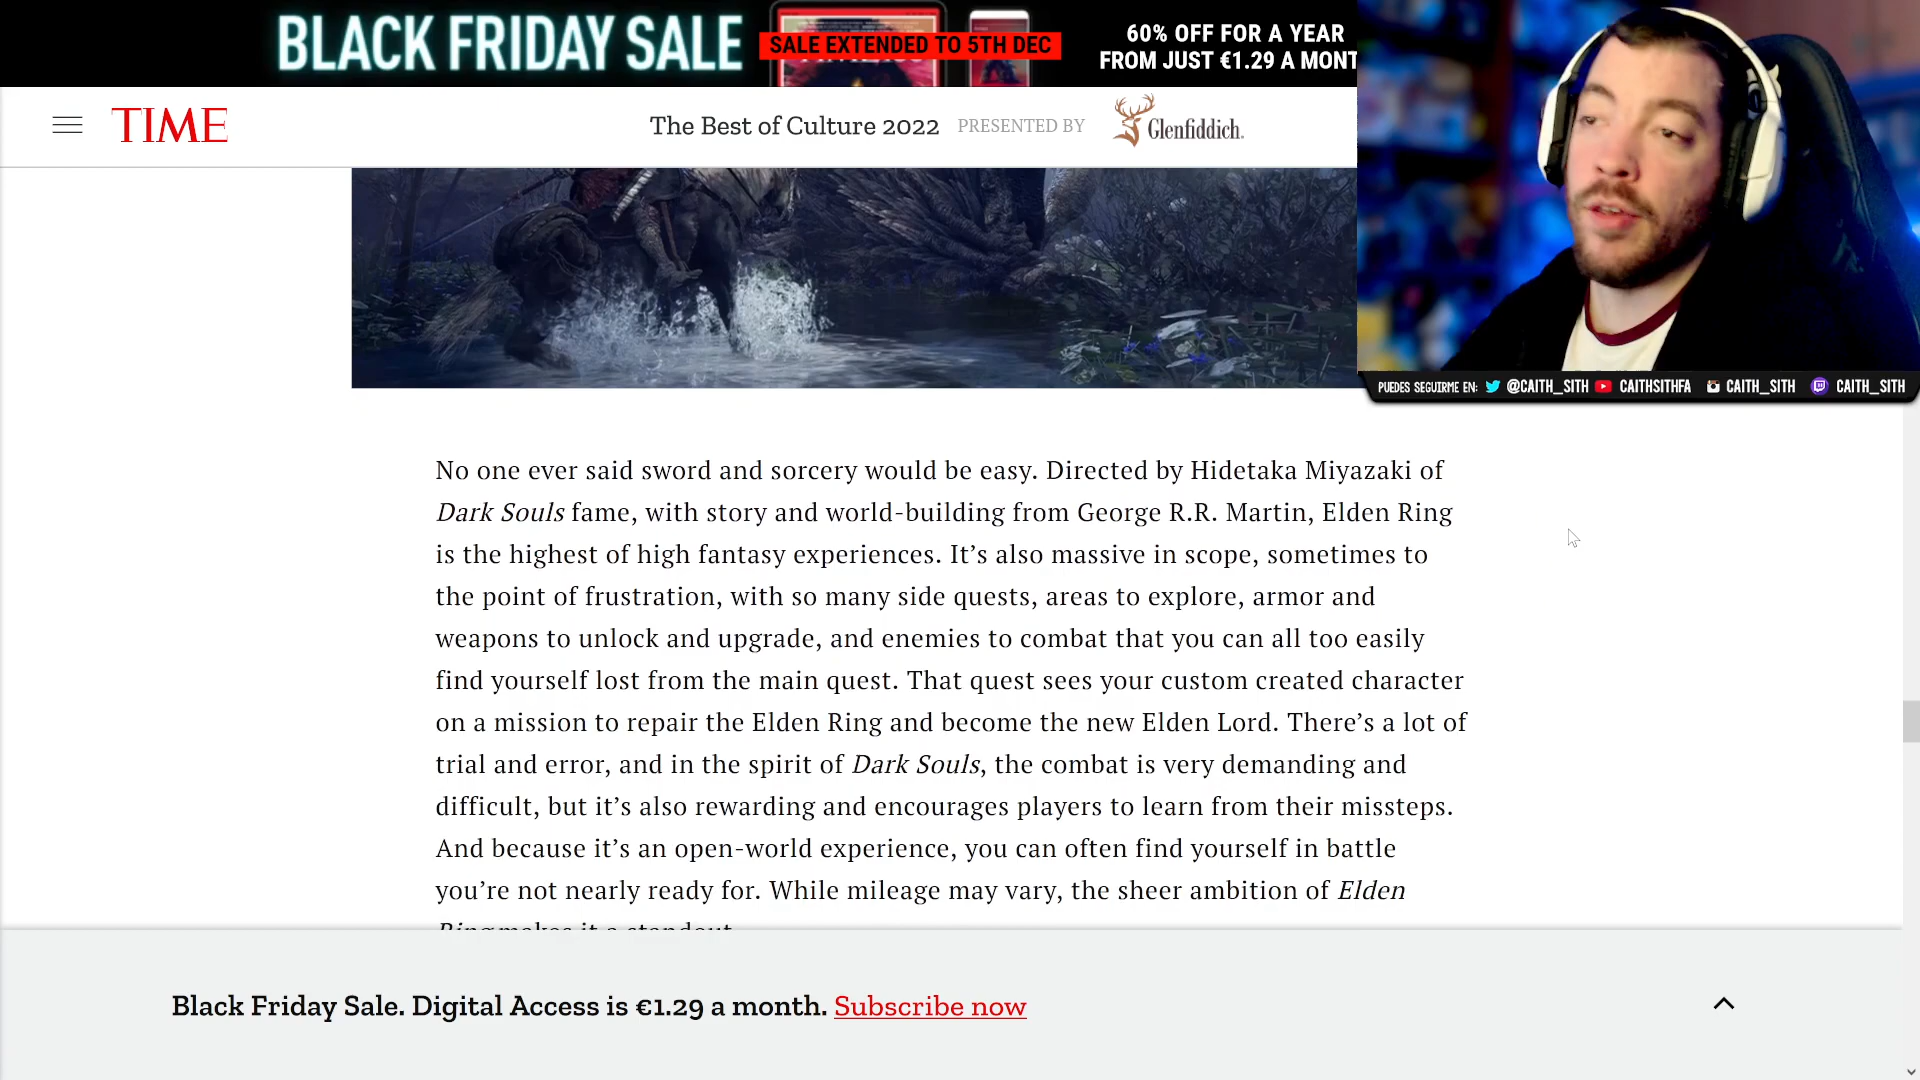 BLACK FRIDAY SALE
SALE EXTENDED TO 5TH DEC
60% OFF FOR A YEAR
FROM JUST €1.29 A MONT
TIME
The Best of Culture 2022 PRESENTED BY Glenfiddich.
PUEDES SEGUIRME EN: @CAITH_SITH CAITHSITHFA CAITH_SITH CAITH_SITH
No one ever said sword and sorcery would be easy. Directed by Hidetaka Miyazaki of
Dark Souls fame, with story and world-building from George R.R. Martin, Elden Ring
is the highest of high fantasy experiences. It’s also massive in scope, sometimes to
the point of frustration, with so many side quests, areas to explore, armor and
weapons to unlock and upgrade, and enemies to combat that you can all too easily
find yourself lost from the main quest. That quest sees your custom created character
on a mission to repair the Elden Ring and become the new Elden Lord. There’s a lot of
trial and error, and in the spirit of Dark Souls, the combat is very demanding and
difficult, but it’s also rewarding and encourages players to learn from their missteps.
And because it’s an open-world experience, you can often find yourself in battle
you’re not nearly ready for. While mileage may vary, the sheer ambition of Elden
Ring makes it a standout.
Black Friday Sale. Digital Access is €1.29 a month. Subscribe now